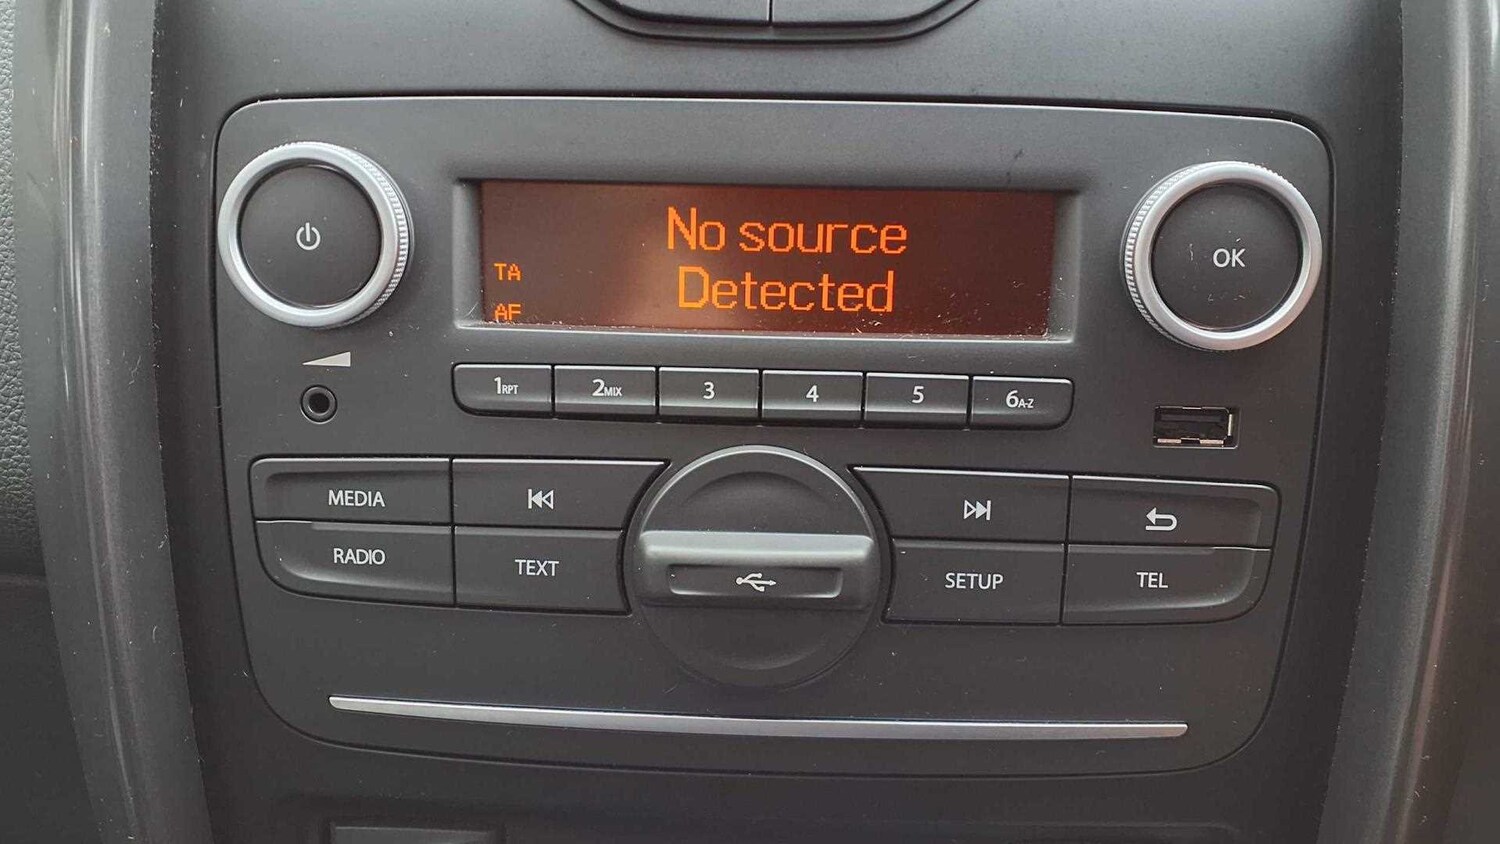 No source
Detected
TA
AF
OK
1RPT
2MIX
3
4
5
6A-Z
MEDIA
RADIO
TEXT
SETUP
TEL